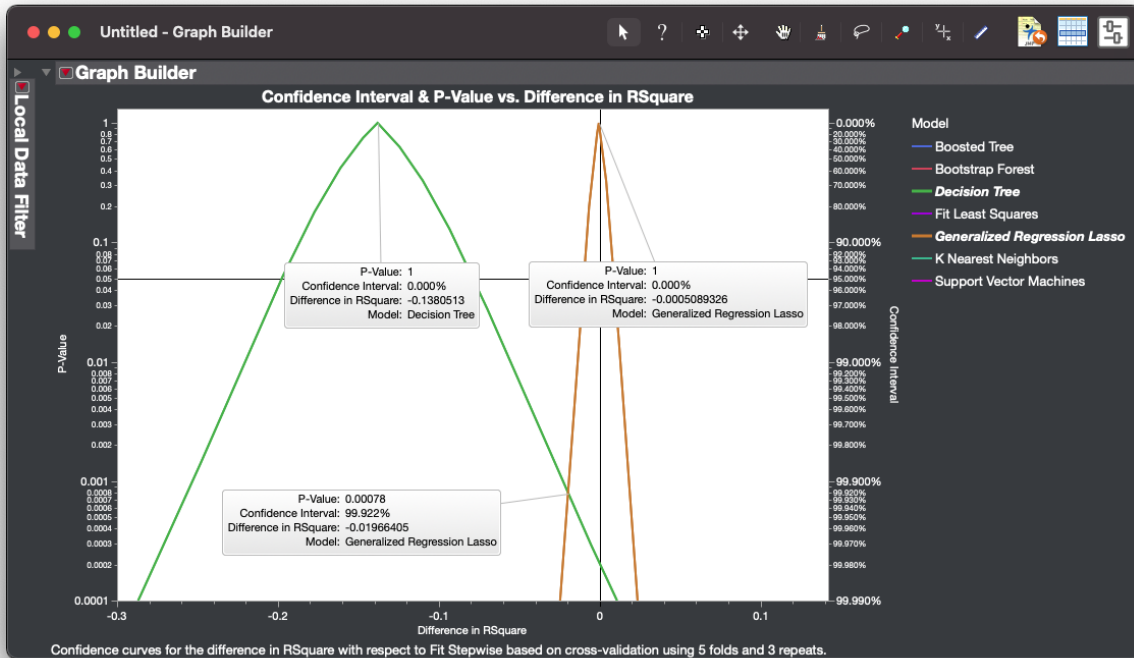 Untitled - Graph Builder
Graph Builder
Local Data Filter
Confidence Interval & P-Value vs. Difference in RSquare
P-Value
1
0.8
0.6
0.5
0.4
0.3
0.2
0.1
0.08
0.07
0.06
0.05
0.04
0.03
0.02
0.01
0.008
0.007
0.006
0.005
0.004
0.003
0.002
0.001
0.0008
0.0007
0.0006
0.0005
0.0004
0.0003
0.0002
0.0001
P-Value: 1
Confidence Interval: 0.000%
Difference in RSquare: -0.1380513
Model: Decision Tree
P-Value: 1
Confidence Interval: 0.000%
Difference in RSquare: -0.0005089326
Model: Generalized Regression Lasso
P-Value: 0.00078
Confidence Interval: 99.922%
Difference in RSquare: -0.01966405
Model: Generalized Regression Lasso
0.000%
20.000%
30.000%
40.000%
50.000%
60.000%
70.000%
80.000%
90.000%
92.000%
93.000%
94.000%
95.000%
96.000%
97.000%
98.000%
99.000%
99.200%
99.300%
99.400%
99.500%
99.600%
99.700%
99.800%
99.900%
99.920%
99.930%
99.940%
99.950%
99.960%
99.970%
99.980%
99.990%
Confidence Interval
-0.3 -0.2 -0.1 0 0.1
Difference in RSquare
Model
Boosted Tree
Bootstrap Forest
Decision Tree
Fit Least Squares
Generalized Regression Lasso
K Nearest Neighbors
Support Vector Machines
Confidence curves for the difference in RSquare with respect to Fit Stepwise based on cross-validation using 5 folds and 3 repeats.